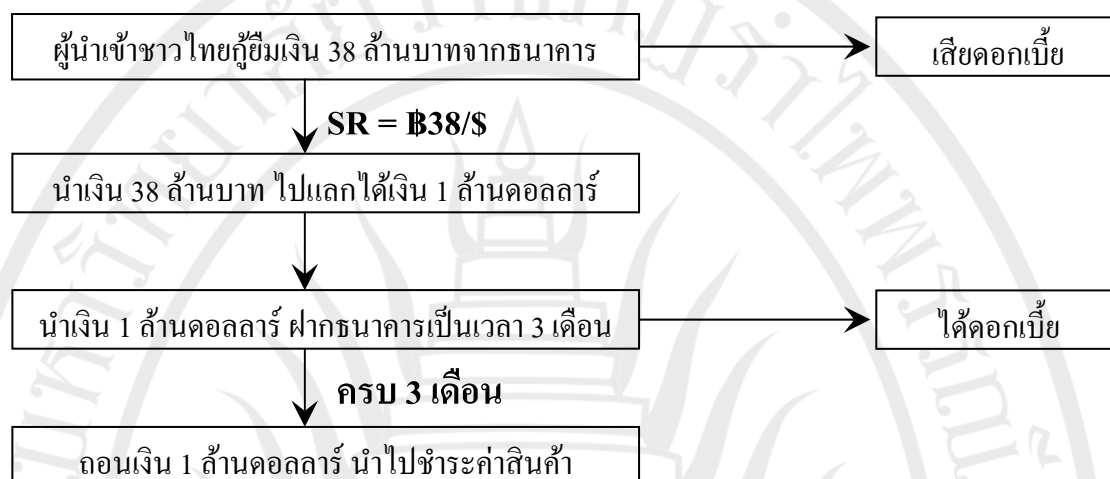 ผู้นำเข้าชาวไทยกู้ยืมเงิน 38 ล้านบาทจากธนาคาร
เสียดอกเบี้ย
SR = ฿38/$
นำเงิน 38 ล้านบาท ไปแลกได้เงิน 1 ล้านดอลลาร์
นำเงิน 1 ล้านดอลลาร์ ฝากธนาคารเป็นเวลา 3 เดือน
ได้ดอกเบี้ย
ครบ 3 เดือน
ถอนเงิน 1 ล้านดอลลาร์ นำไปชำระค่าสินค้า